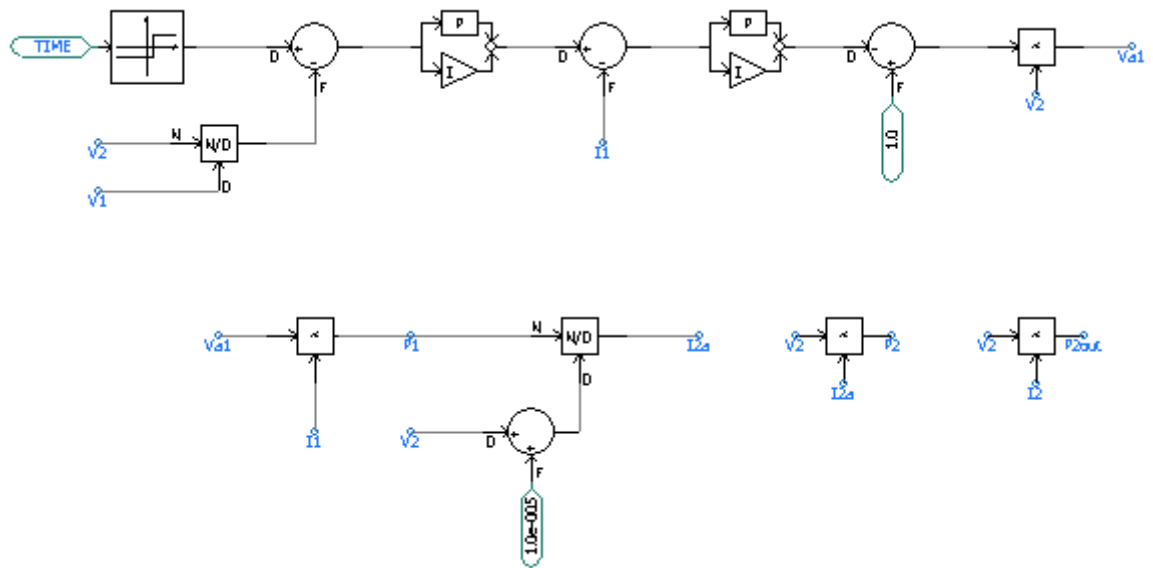 TIME
D
+
-
F
P
I
D
+
-
F
P
I
D
-
+
F
1.0
V2
Va1
V2
N
N/D
V1
D
I1
Va1
I1
P1
N
N/D
I2a
D
V2
D
+
+
F
1.0e-005
V2
I2a
P2
V2
I2
P2out